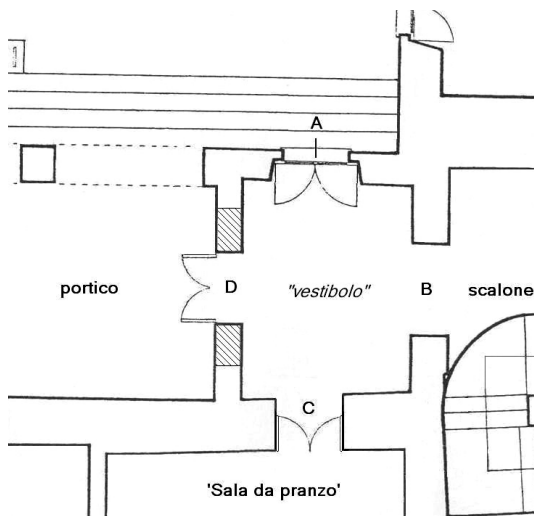 A
portico
D
"vestibolo"
B
scalone
C
'Sala da pranzo'